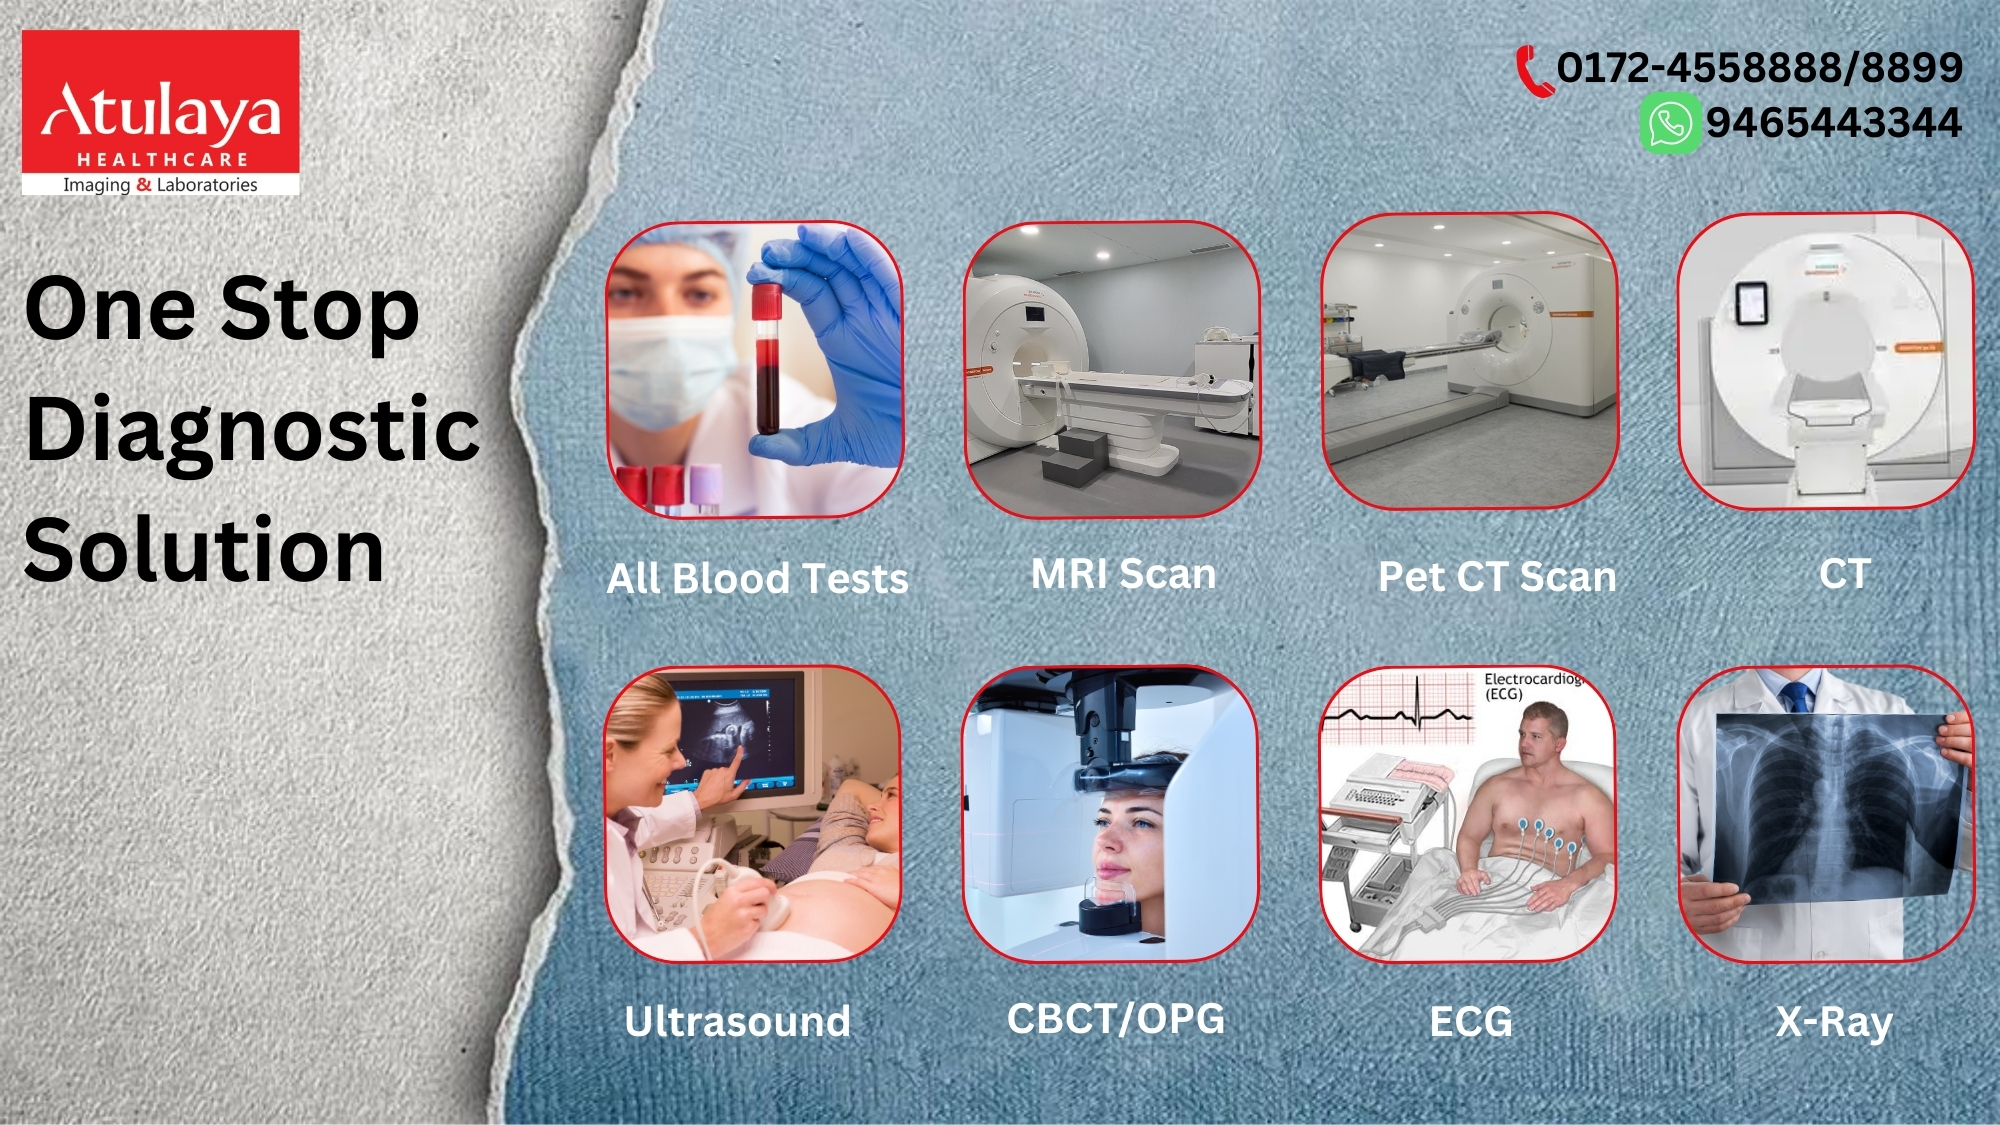 Atulaya
HEALTHCARE
Imaging & Laboratories
0172-4558888/8899
9465443344
One Stop
Diagnostic
Solution
All Blood Tests
MRI Scan
Pet CT Scan
CT
Electrocardiog
(ECG)
Ultrasound
CBCT/OPG
ECG
X-Ray